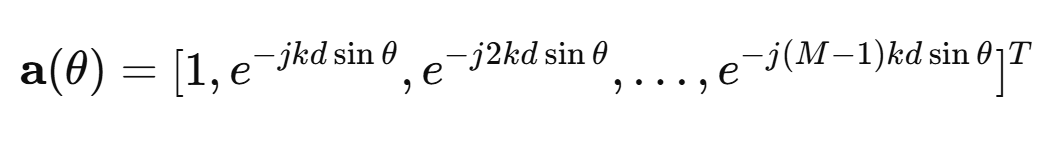 a(θ) = [1, e^{-jkd sin θ}, e^{-j2kd sin θ}, . . . , e^{-j(M-1)kd sin θ}]^T